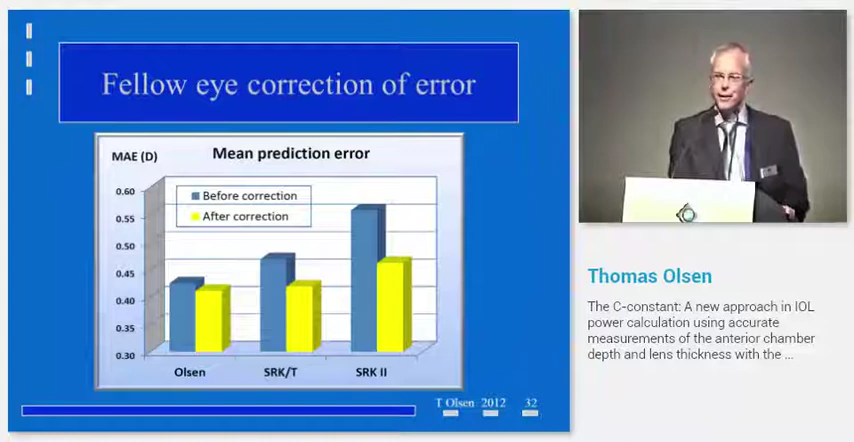 Fellow eye correction of error
MAE (D)
Mean prediction error
0.60
0.55
0.50
0.45
0.40
0.35
0.30
Before correction
After correction
Olsen
SRK/T
SRK II
T Olsen 2012 32
Thomas Olsen
The C-constant: A new approach in IOL
power calculation using accurate
measurements of the anterior chamber
depth and lens thickness with the ...